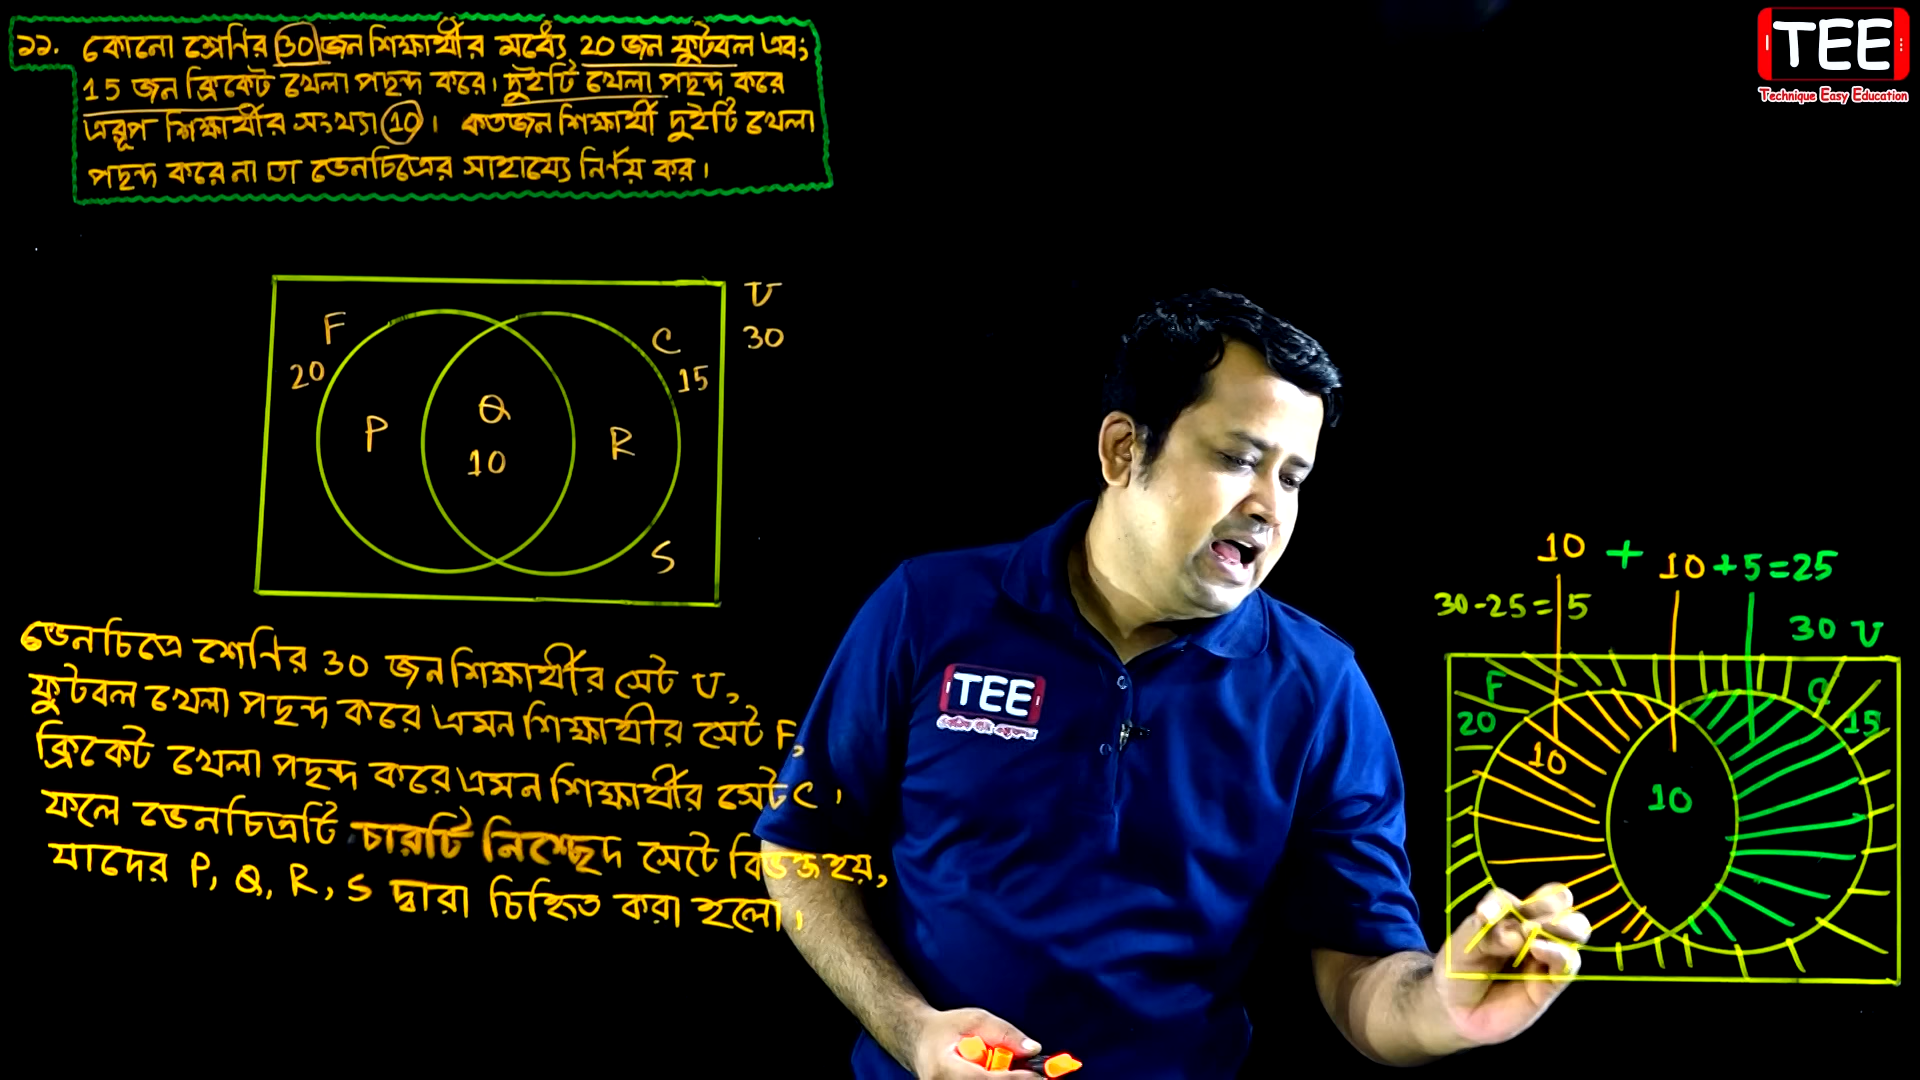 ১১. কোনো শ্রেণির 30 জন শিক্ষার্থীর মধ্যে 20 জন ফুটবল এবং
15 জন ক্রিকেট খেলা পছন্দ করে। দুইটি খেলা পছন্দ করে
এরূপ শিক্ষার্থীর সংখ্যা 10। কতজন শিক্ষার্থী দুইটি খেলা
পছন্দ করে না তা ভেনচিত্রের সাহায্যে নির্ণয় কর।
TEE
Technique Easy Education
U
30
F
20
C
15
P
Q
10
R
S
ভেনচিত্রে শ্রেণির 30 জন শিক্ষার্থীর সেট U,
ফুটবল খেলা পছন্দ করে এমন শিক্ষার্থীর সেট F,
ক্রিকেট খেলা পছন্দ করে এমন শিক্ষার্থীর সেট C।
ফলে ভেনচিত্রটি চারটি নিশ্ছেদ সেটে বিভক্ত হয়,
যাদের P, Q, R, S দ্বারা চিহ্নিত করা হলো।
TEE
10 + 10 + 5 = 25
30 - 25 = 5
30 U
F
20
C
15
10
10